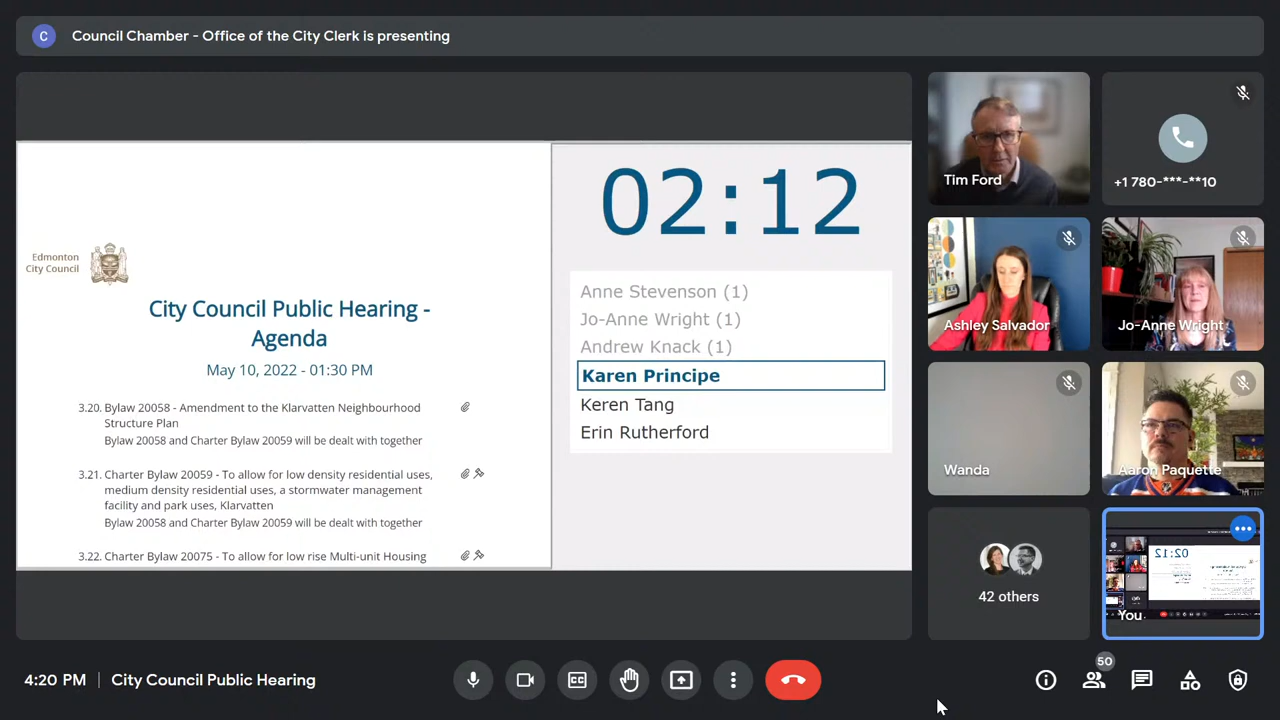 C
Council Chamber - Office of the City Clerk is presenting
Edmonton
City Council
City Council Public Hearing -
Agenda
May 10, 2022 - 01:30 PM
3.20. Bylaw 20058 - Amendment to the Klarvatten Neighbourhood
Structure Plan
Bylaw 20058 and Charter Bylaw 20059 will be dealt with together
3.21. Charter Bylaw 20059 - To allow for low density residential uses,
medium density residential uses, a stormwater management
facility and park uses, Klarvatten
Bylaw 20058 and Charter Bylaw 20059 will be dealt with together
3.22. Charter Bylaw 20075 - To allow for low rise Multi-unit Housing
02:12
Anne Stevenson (1)
Jo-Anne Wright (1)
Andrew Knack (1)
Karen Principe
Keren Tang
Erin Rutherford
Tim Ford
+1 780-***-**10
Ashley Salvador
Jo-Anne Wright
Wanda
Aaron Paquette
42 others
02:12
You
4:20 PM
City Council Public Hearing
CC
50